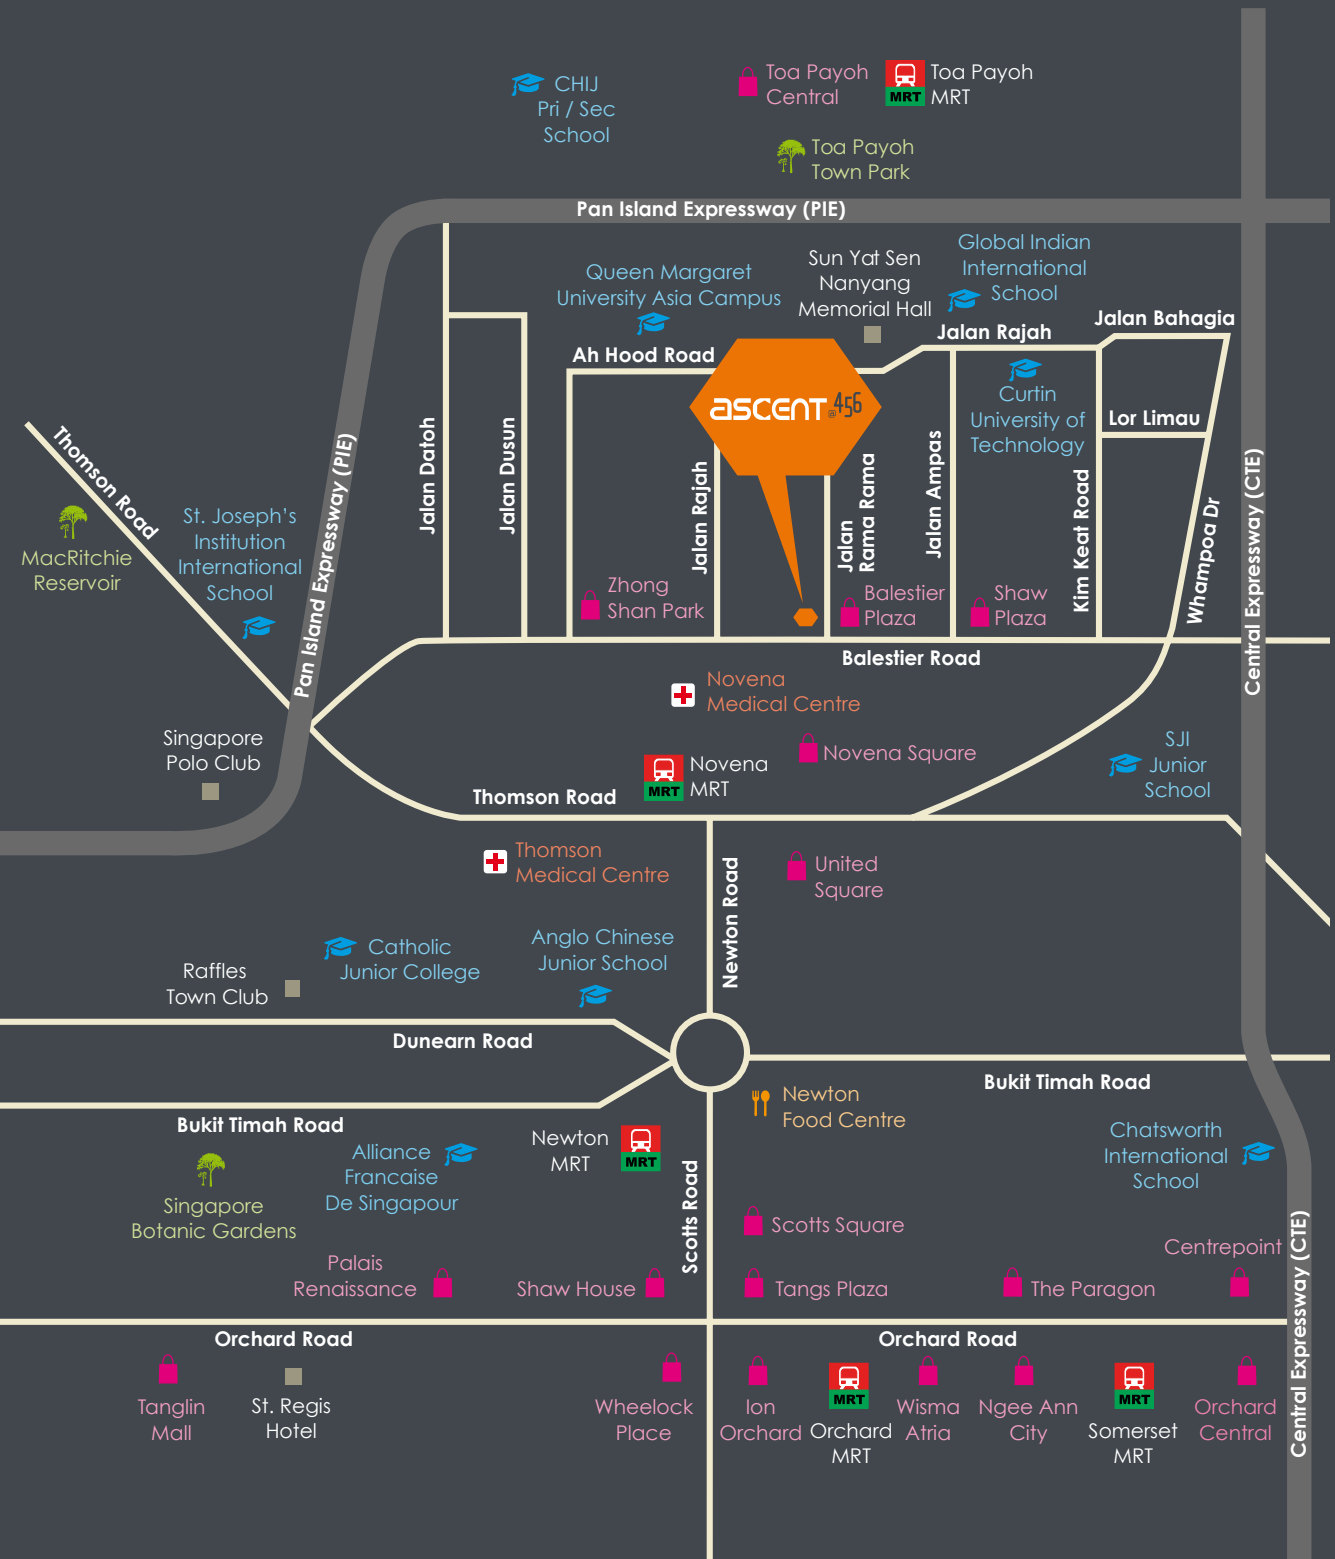 CHIJ
Pri / Sec
School
Toa Payoh
Central
MRT
Toa Payoh
MRT
Toa Payoh
Town Park
Pan Island Expressway (PIE)
Queen Margaret
University Asia Campus
Sun Yat Sen
Nanyang
Memorial Hall
Global Indian
International
School
Jalan Rajah
Jalan Bahagia
Ah Hood Road
ascent @456
Curtin
University of
Technology
Lor Limau
Thomson Road
Pan Island Expressway (PIE)
Jalan Datoh
Jalan Dusun
Jalan Rajah
Jalan
Rama Rama
Jalan Ampas
Kim Keat Road
Whampoa Dr
Central Expressway (CTE)
MacRitchie
Reservoir
St. Joseph's
Institution
International
School
Zhong
Shan Park
Balestier
Plaza
Shaw
Plaza
Balestier Road
Novena
Medical Centre
Singapore
Polo Club
MRT
Novena
MRT
Novena Square
SJI
Junior
School
Thomson Road
Thomson
Medical Centre
Newton Road
United
Square
Catholic
Junior College
Anglo Chinese
Junior School
Raffles
Town Club
Dunearn Road
Bukit Timah Road
Newton
Food Centre
Bukit Timah Road
Singapore
Botanic Gardens
Alliance
Francaise
De Singapour
Newton
MRT
MRT
Scotts Road
Chatsworth
International
School
Scotts Square
Centrepoint
Palais
Renaissance
Shaw House
Tangs Plaza
The Paragon
Central Expressway (CTE)
Orchard Road
Orchard Road
Tanglin
Mall
St. Regis
Hotel
Wheelock
Place
Ion
Orchard
MRT
Orchard
MRT
Wisma
Atria
Ngee Ann
City
MRT
Somerset
MRT
Orchard
Central